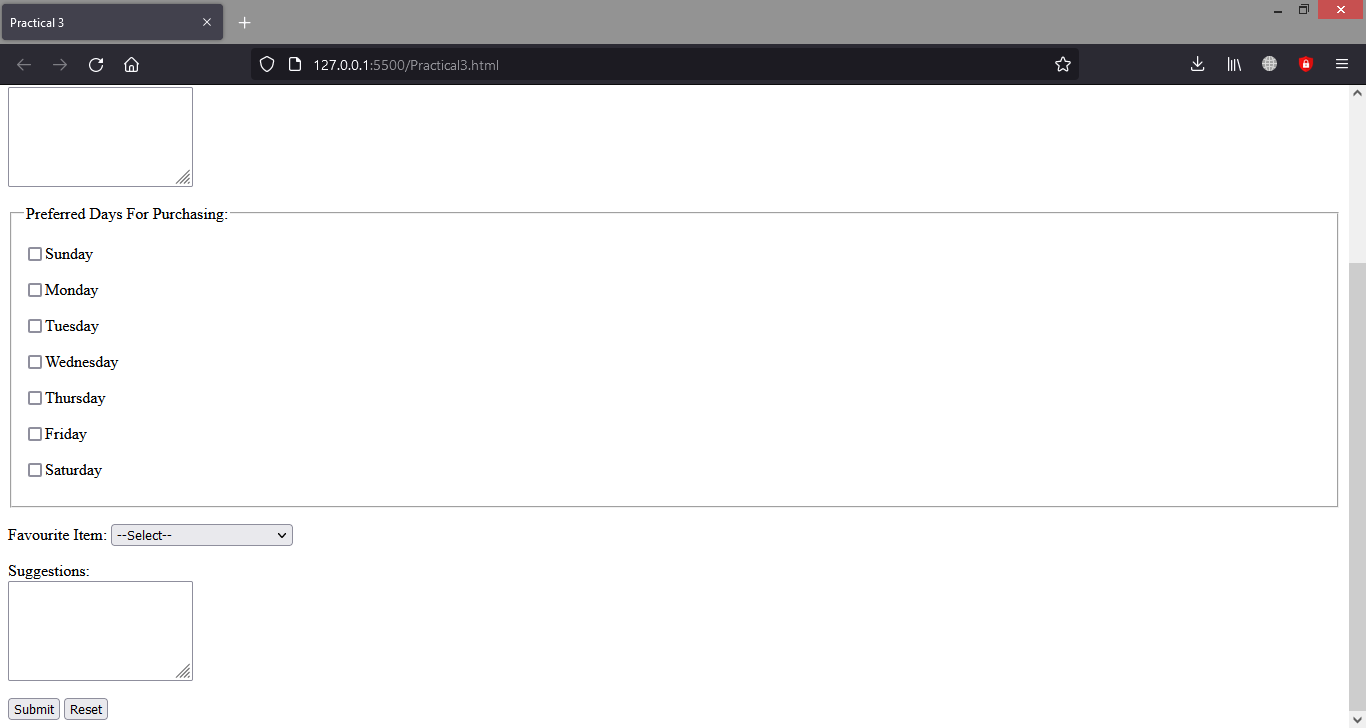 Practical 3
127.0.0.1:5500/Practical3.html
Preferred Days For Purchasing:
Sunday
Monday
Tuesday
Wednesday
Thursday
Friday
Saturday
Favourite Item: --Select--
Suggestions:
Submit Reset